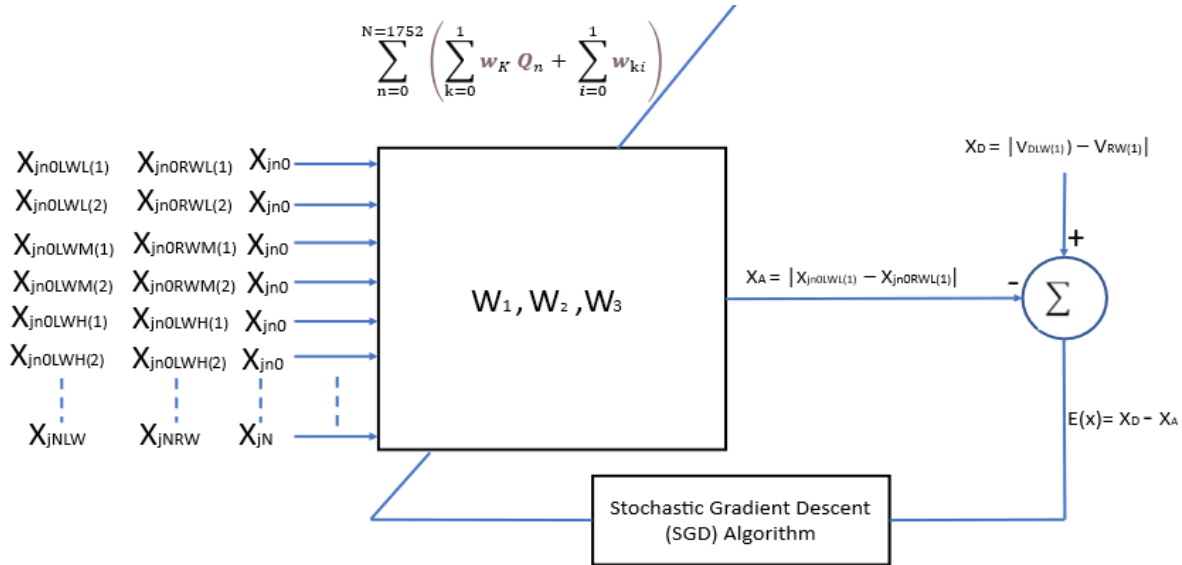 N=1752 1 1
∑ ( ∑ w_K Q_n + ∑ w_ki )
n=0 k=0 i=0
X_D = |V_DLW(1)) − V_RW(1)|
X_jn0LWL(1) X_jn0RWL(1) X_jn0
X_jn0LWL(2) X_jn0RWL(2) X_jn0
+
X_jn0LWM(1) X_jn0RWM(1) X_jn0
X_jn0LWM(2) X_jn0RWM(2) X_jn0
X_A = |X_jn0LWL(1) − X_jn0RWL(1)|
-
∑
W_1 , W_2 ,W_3
X_jn0LWH(1) X_jn0LWH(1) X_jn0
X_jn0LWH(2) X_jn0LWH(2) X_jn0
X_jNLW X_jNRW X_jN
E(x)= X_D − X_A
Stochastic Gradient Descent
(SGD) Algorithm